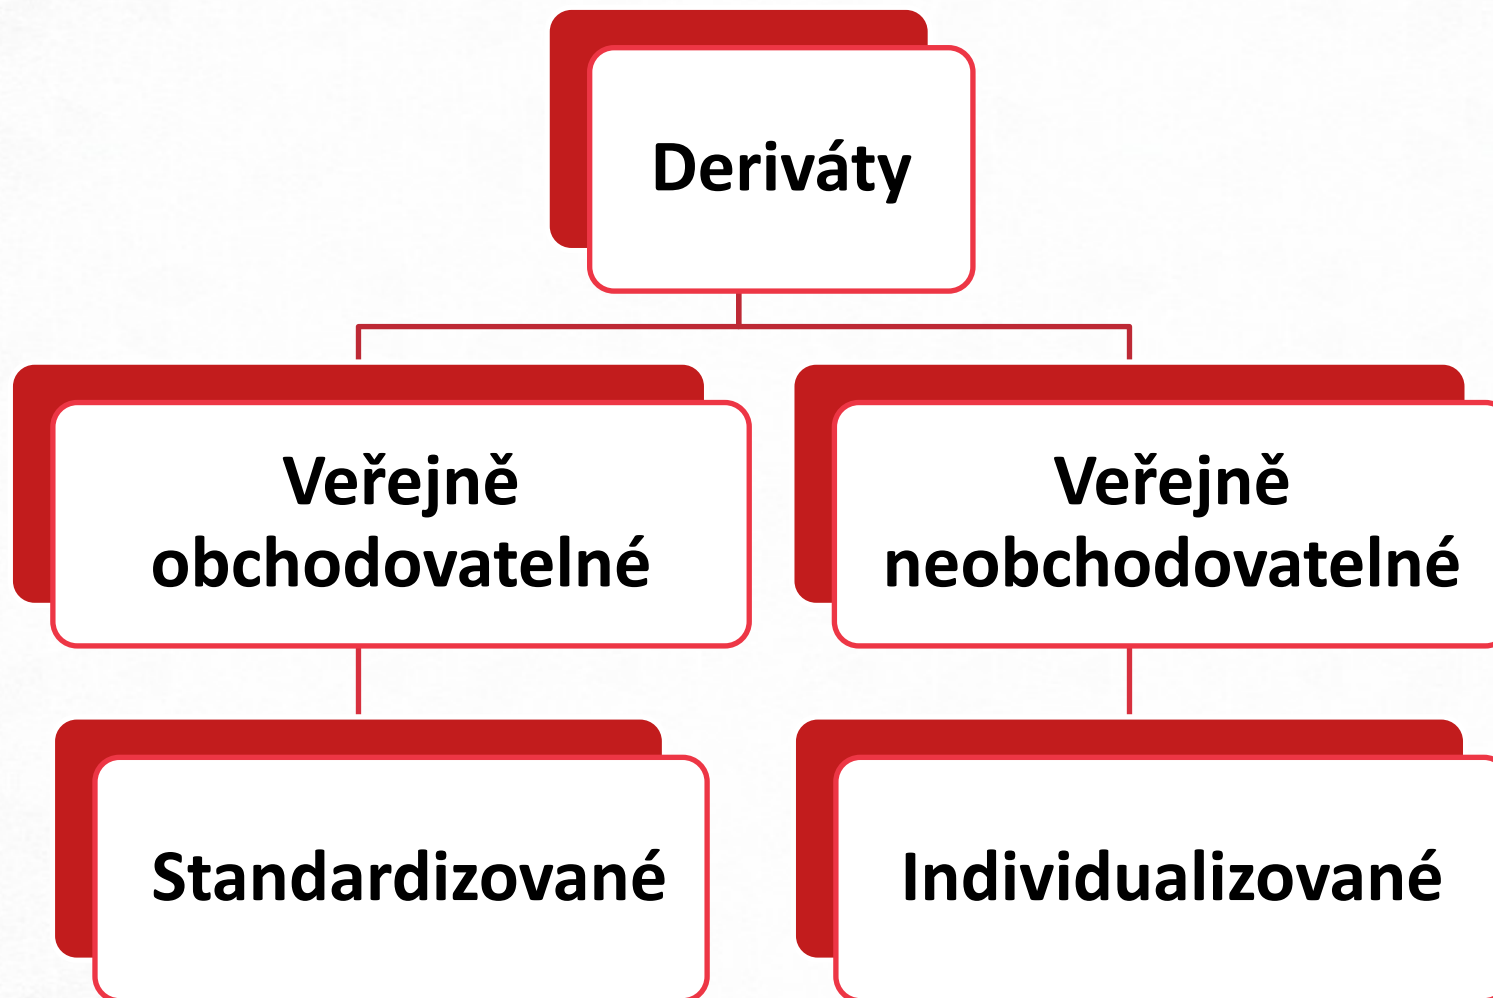 Deriváty
Veřejně
obchodovatelné
Veřejně
neobchodovatelné
Standardizované
Individualizované